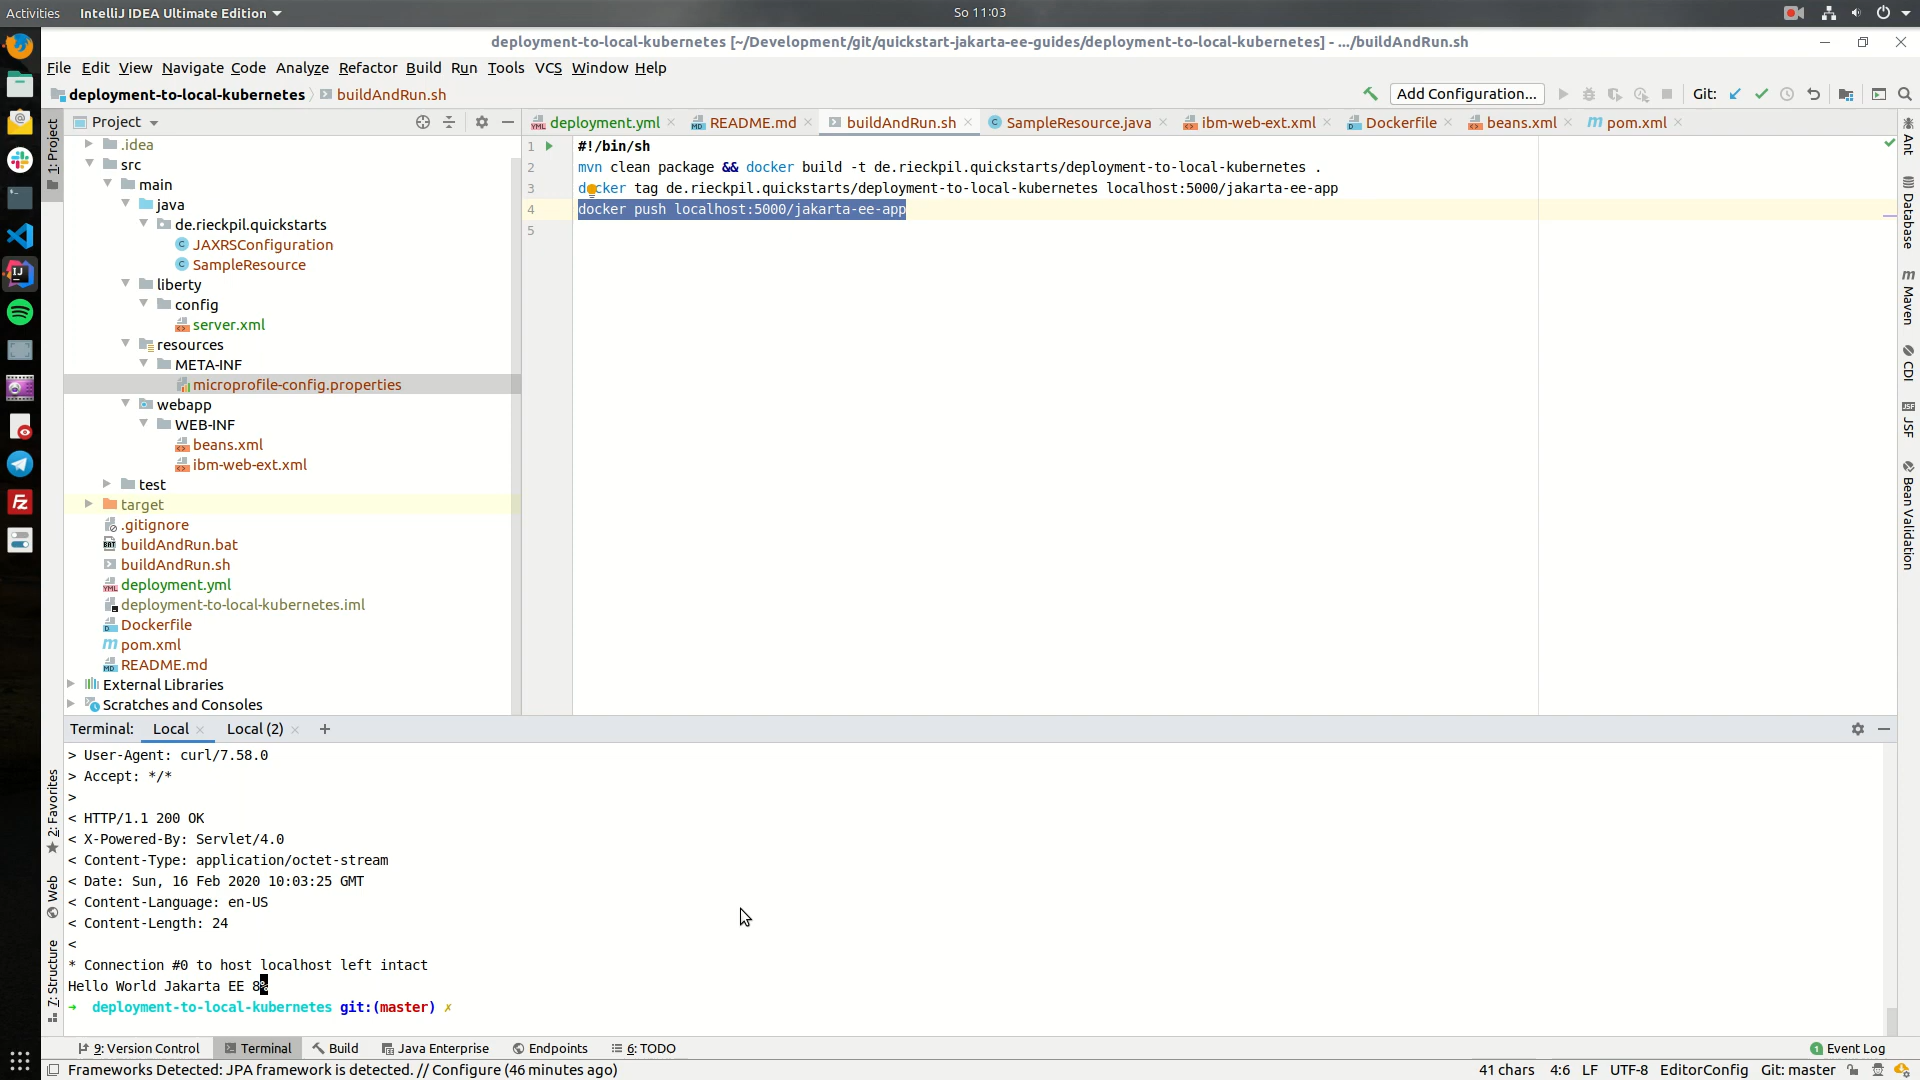 Activities
IntelliJ IDEA Ultimate Edition
So 11:03
deployment-to-local-kubernetes [~/Development/git/quickstart-jakarta-ee-guides/deployment-to-local-kubernetes] - .../buildAndRun.sh
File Edit View Navigate Code Analyze Refactor Build Run Tools VCS Window Help
deployment-to-local-kubernetes
buildAndRun.sh
Add Configuration...
Git:
1: Project
Project
deployment.yml
README.md
buildAndRun.sh
SampleResource.java
ibm-web-ext.xml
Dockerfile
beans.xml
pom.xml
.idea
src
main
java
de.rieckpil.quickstarts
JAXRSConfiguration
SampleResource
liberty
config
server.xml
resources
META-INF
microprofile-config.properties
webapp
WEB-INF
beans.xml
ibm-web-ext.xml
test
target
.gitignore
buildAndRun.bat
buildAndRun.sh
deployment.yml
deployment-to-local-kubernetes.iml
Dockerfile
pom.xml
README.md
External Libraries
Scratches and Consoles
1 #!/bin/sh
2 mvn clean package && docker build -t de.rieckpil.quickstarts/deployment-to-local-kubernetes .
3 docker tag de.rieckpil.quickstarts/deployment-to-local-kubernetes localhost:5000/jakarta-ee-app
4 docker push localhost:5000/jakarta-ee-app
5
Ant
Database
Maven
CDI
JSF
Bean Validation
Terminal:
Local
Local (2)
2: Favorites
Web
7: Structure
> User-Agent: curl/7.58.0
> Accept: */*
>
< HTTP/1.1 200 OK
< X-Powered-By: Servlet/4.0
< Content-Type: application/octet-stream
< Date: Sun, 16 Feb 2020 10:03:25 GMT
< Content-Language: en-US
< Content-Length: 24
<
* Connection #0 to host localhost left intact
Hello World Jakarta EE 8%
➜ deployment-to-local-kubernetes git:(master) ✗
9: Version Control
Terminal
Build
Java Enterprise
Endpoints
6: TODO
1 Event Log
Frameworks Detected: JPA framework is detected. // Configure (46 minutes ago)
41 chars 4:6 LF UTF-8 EditorConfig Git: master